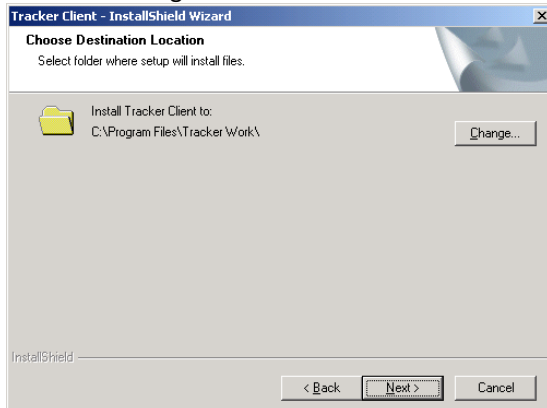 Tracker Client - InstallShield Wizard
Choose Destination Location
Select folder where setup will install files.
Install Tracker Client to:
C:\Program Files\Tracker Work\
Change...
InstallShield
< Back Next > Cancel